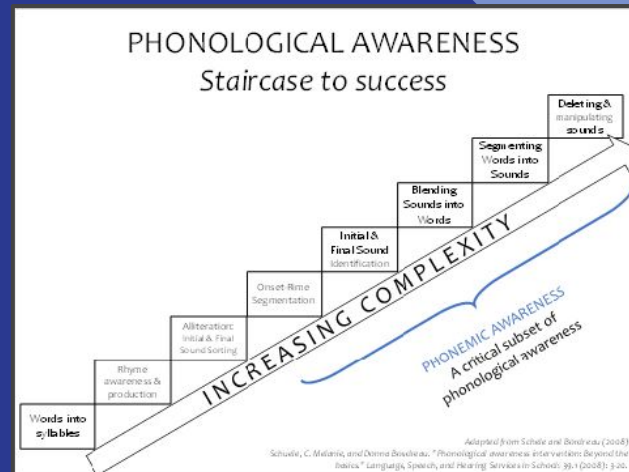 PHONOLOGICAL AWARENESS
Staircase to success
Deleting &
manipulating
sounds
Segmenting
Words into
Sounds
Blending
Sounds into
Words
Initial &
Final Sound
Identification
Onset-Rime
Segmentation
Alliteration:
Initial & Final
Sound Sorting
Rhyme
awareness &
production
Words into
syllables
INCREASING COMPLEXITY
PHONEMIC AWARENESS
A critical subset of
phonological awareness
Adapted from Schele and Bondreau (2008)
Schuele, C. Melanie, and Donna Boudreau. "Phonological awareness intervention: Beyond the
basics." Language, Speech, and Hearing Services in Schools 39.1 (2008): 3-20.